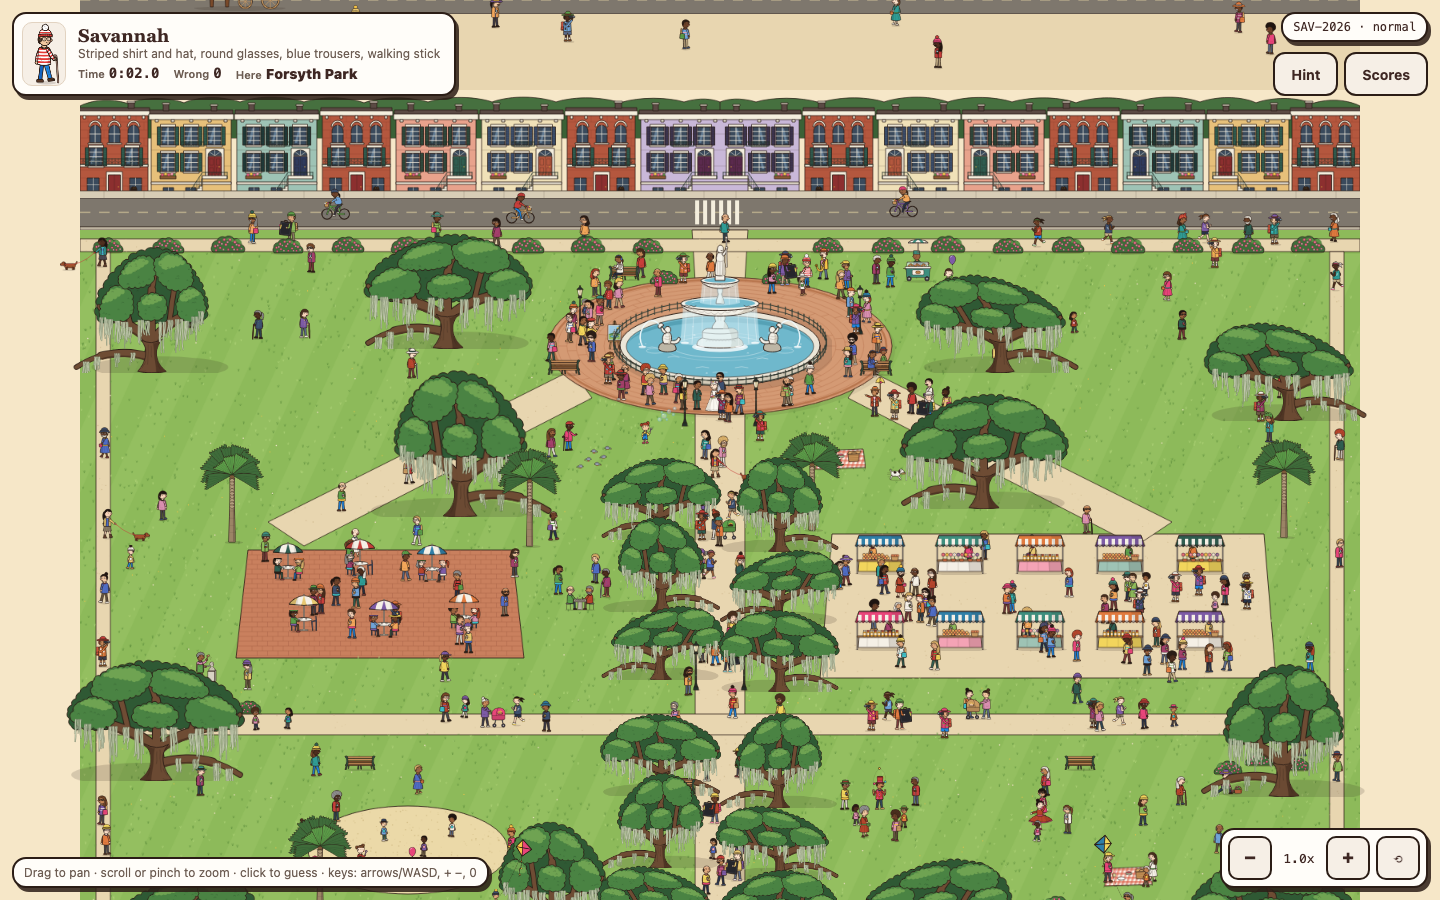 Savannah
Striped shirt and hat, round glasses, blue trousers, walking stick
Time 0:02.0 Wrong 0 Here Forsyth Park
SAV-2026 · normal
Hint
Scores
Drag to pan · scroll or pinch to zoom · click to guess · keys: arrows/WASD, + −, 0
− 1.0x + ⟲